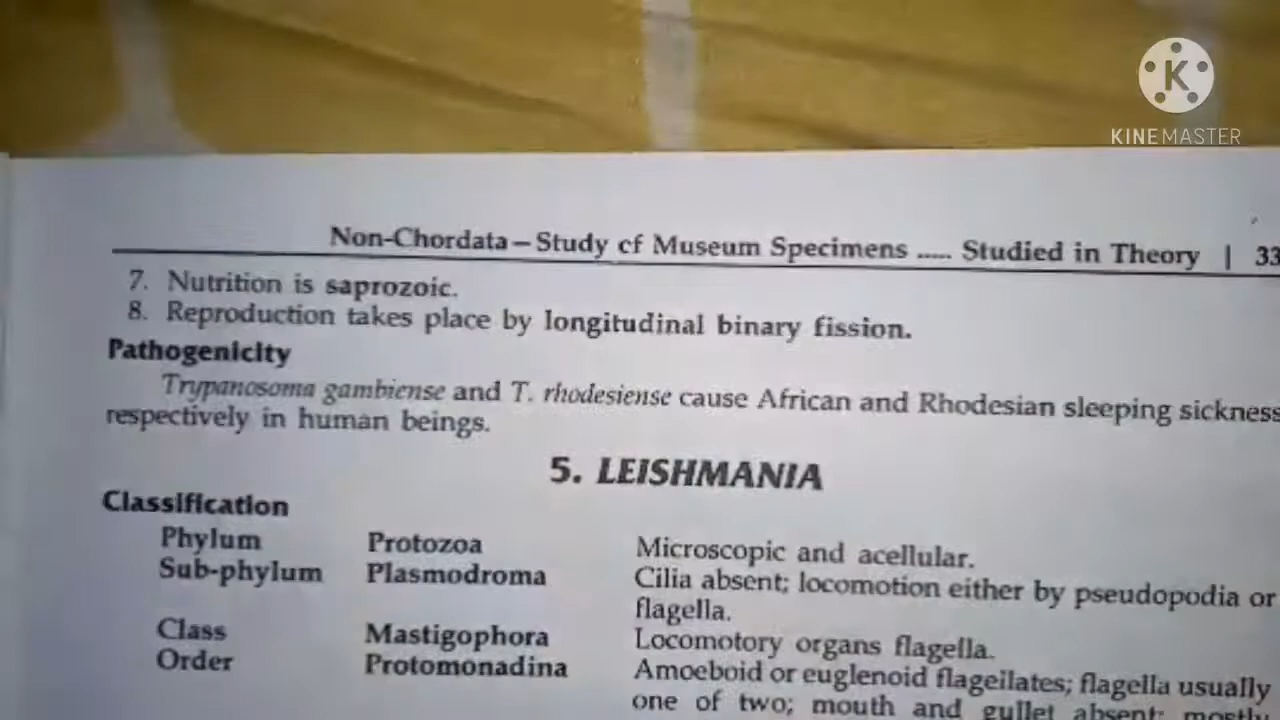 K
KINEMASTER
Non-Chordata – Study of Museum Specimens ..... Studied in Theory | 33
7. Nutrition is saprozoic.
8. Reproduction takes place by longitudinal binary fission.
Pathogenicity
Trypanosoma gambiense and T. rhodesiense cause African and Rhodesian sleeping sickness
respectively in human beings.
5. LEISHMANIA
Classification
Phylum Protozoa Microscopic and acellular.
Sub-phylum Plasmodroma Cilia absent; locomotion either by pseudopodia or
flagella.
Class Mastigophora Locomotory organs flagella.
Order Protomonadina Amoeboid or euglenoid flagellates; flagella usually
one of two; mouth and gullet absent; mostly